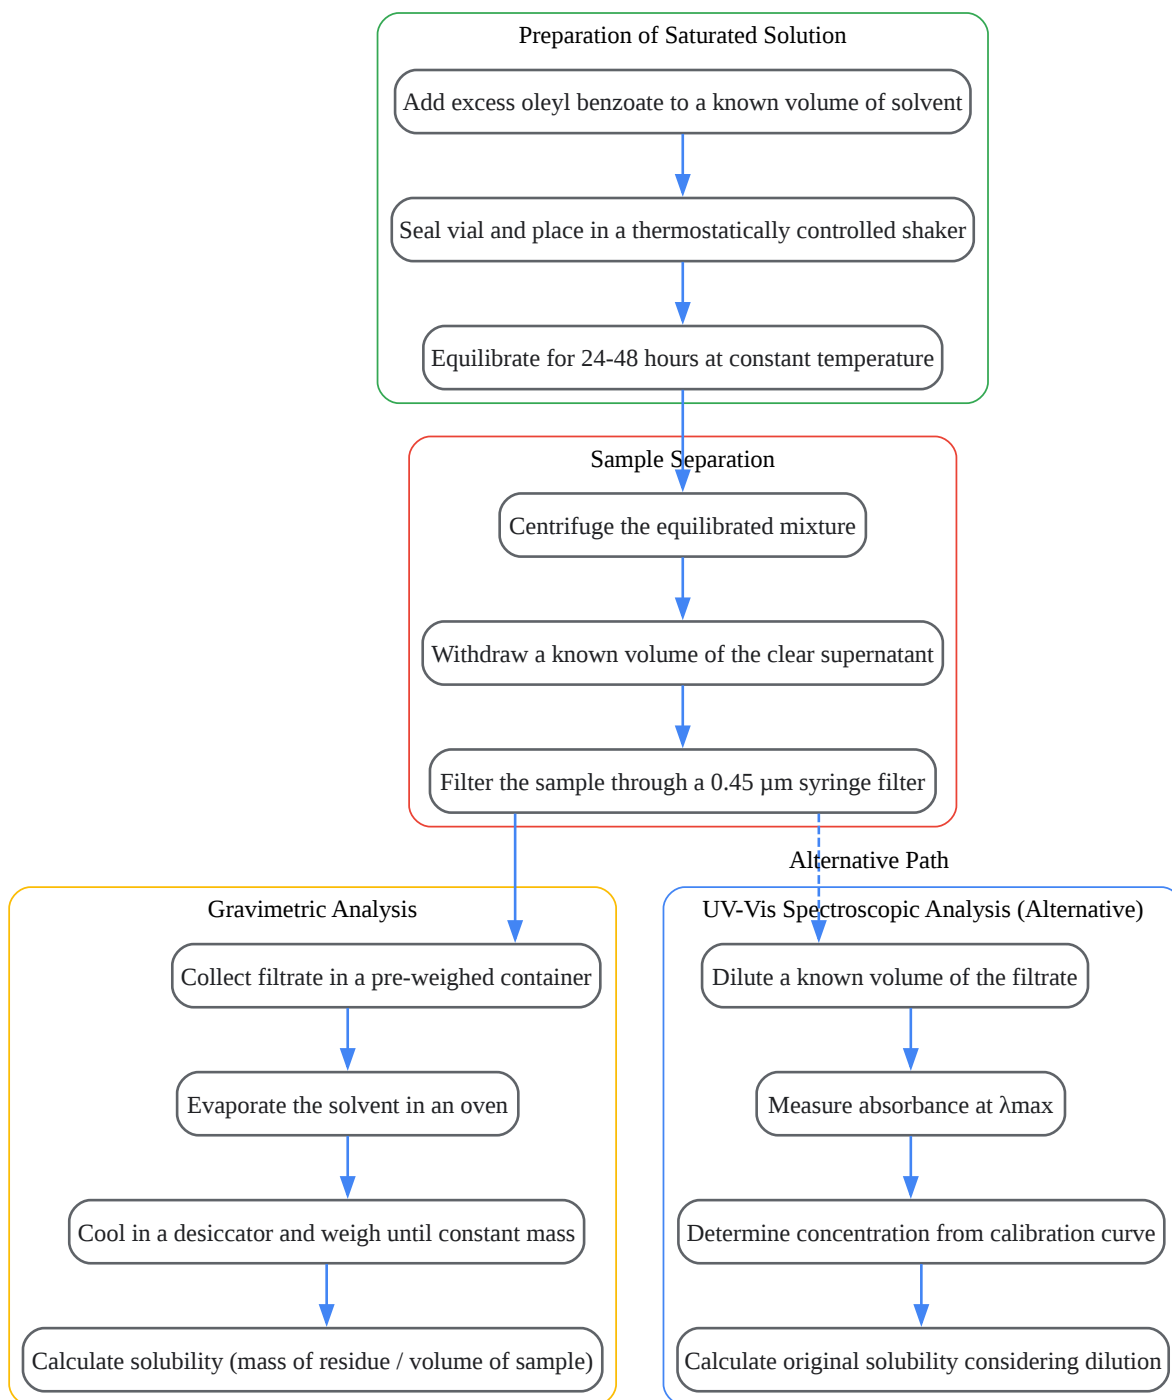 Preparation of Saturated Solution
Add excess oleyl benzoate to a known volume of solvent
Seal vial and place in a thermostatically controlled shaker
Equilibrate for 24-48 hours at constant temperature
Sample Separation
Centrifuge the equilibrated mixture
Withdraw a known volume of the clear supernatant
Filter the sample through a 0.45 µm syringe filter
Alternative Path
Gravimetric Analysis
Collect filtrate in a pre-weighed container
Evaporate the solvent in an oven
Cool in a desiccator and weigh until constant mass
Calculate solubility (mass of residue / volume of sample)
UV-Vis Spectroscopic Analysis (Alternative)
Dilute a known volume of the filtrate
Measure absorbance at λmax
Determine concentration from calibration curve
Calculate original solubility considering dilution